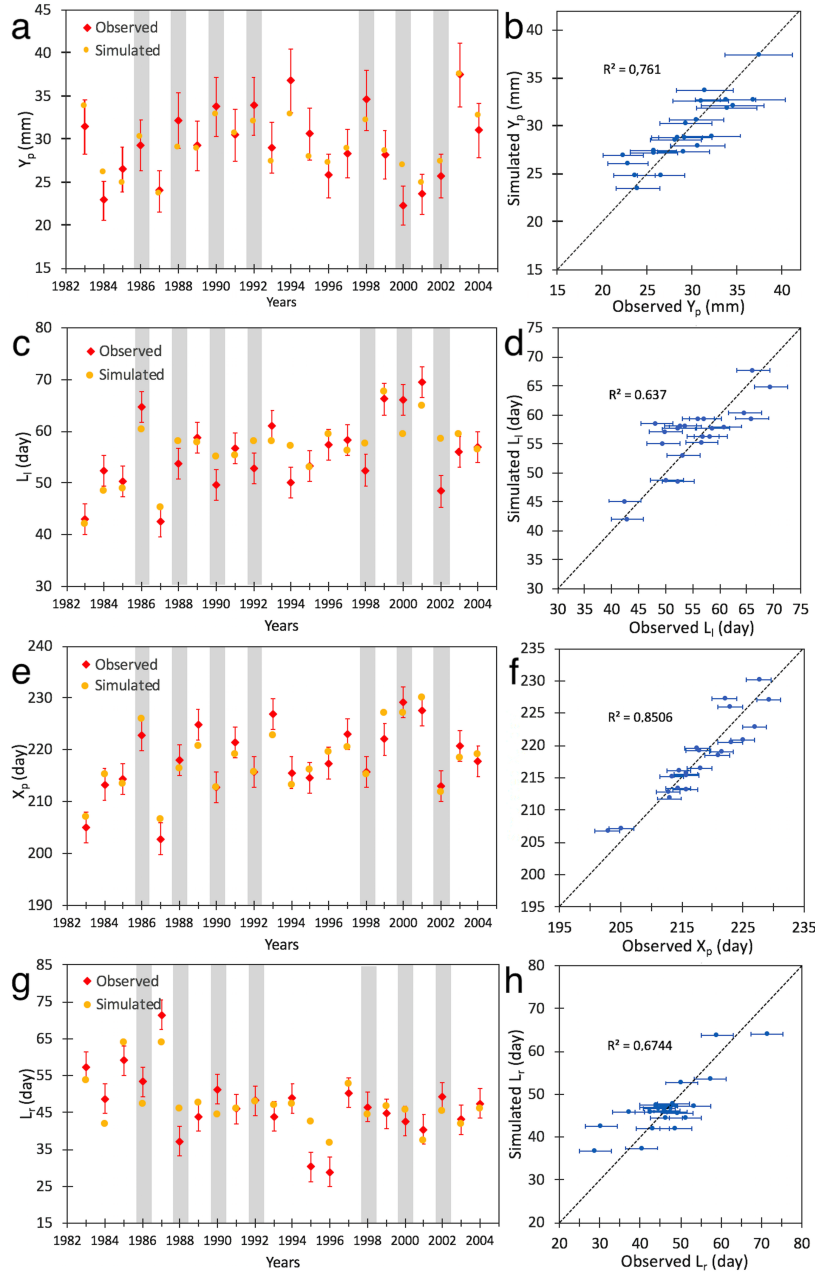 a
45
40
35
30
25
20
15
Yp (mm)
Observed
Simulated
1982 1984 1986 1988 1990 1992 1994 1996 1998 2000 2002 2004
Years
b
45
40
35
30
25
20
15
Simulated Yp (mm)
R² = 0,761
15 20 25 30 35 40
Observed Yp (mm)
c
80
70
60
50
40
30
Ll (day)
Observed
Simulated
1982 1984 1986 1988 1990 1992 1994 1996 1998 2000 2002 2004
Years
d
75
70
65
60
55
50
45
40
35
30
Simulated Ll (day)
R² = 0.637
30 35 40 45 50 55 60 65 70 75
Observed Ll (day)
e
240
230
220
210
200
190
Xp (day)
Observed
Simulated
1982 1984 1986 1988 1990 1992 1994 1996 1998 2000 2002 2004
Years
f
235
230
225
220
215
210
205
200
195
Simulated Xp (day)
R² = 0,8506
195 205 215 225 235
Observed Xp (day)
g
85
75
65
55
45
35
25
15
Lr (day)
Observed
Simulated
1982 1984 1986 1988 1990 1992 1994 1996 1998 2000 2002 2004
Years
h
80
70
60
50
40
30
20
Simulated Lr (day)
R² = 0,6744
20 30 40 50 60 70 80
Observed Lr (day)